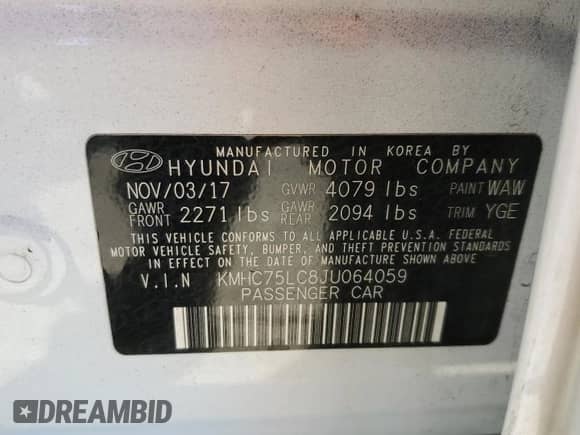 MANUFACTURED IN KOREA BY
HYUNDAI MOTOR COMPANY
NOV/03/17 GVWR 4079 lbs PAINT WAW
GAWR FRONT 2271 lbs GAWR REAR 2094 lbs TRIM YGE
THIS VEHICLE CONFORMS TO ALL APPLICABLE U.S.A. FEDERAL
MOTOR VEHICLE SAFETY, BUMPER, AND THEFT PREVENTION STANDARDS
IN EFFECT ON THE DATE OF MANUFACTURE SHOWN ABOVE.
V.I.N KMHC75LC8JU064059
PASSENGER CAR
DREAMBID